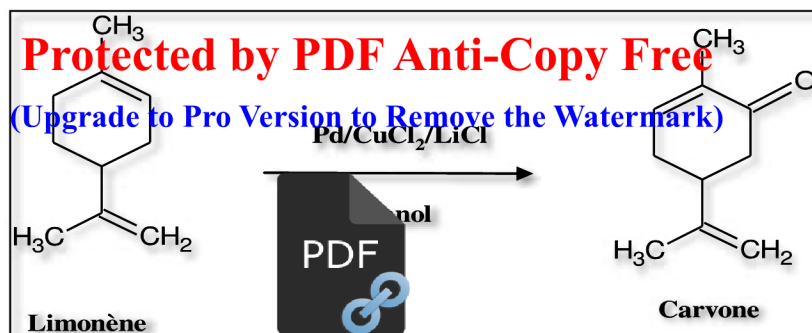 CH₃
Protected by PDF Anti-Copy Free
CH₃
O
(Upgrade to Pro Version to Remove the Watermark)
Pd/CuCl₂/LiCl
H₃C
CH₂
PDF
H₃C
CH₂
Limonène
Carvone